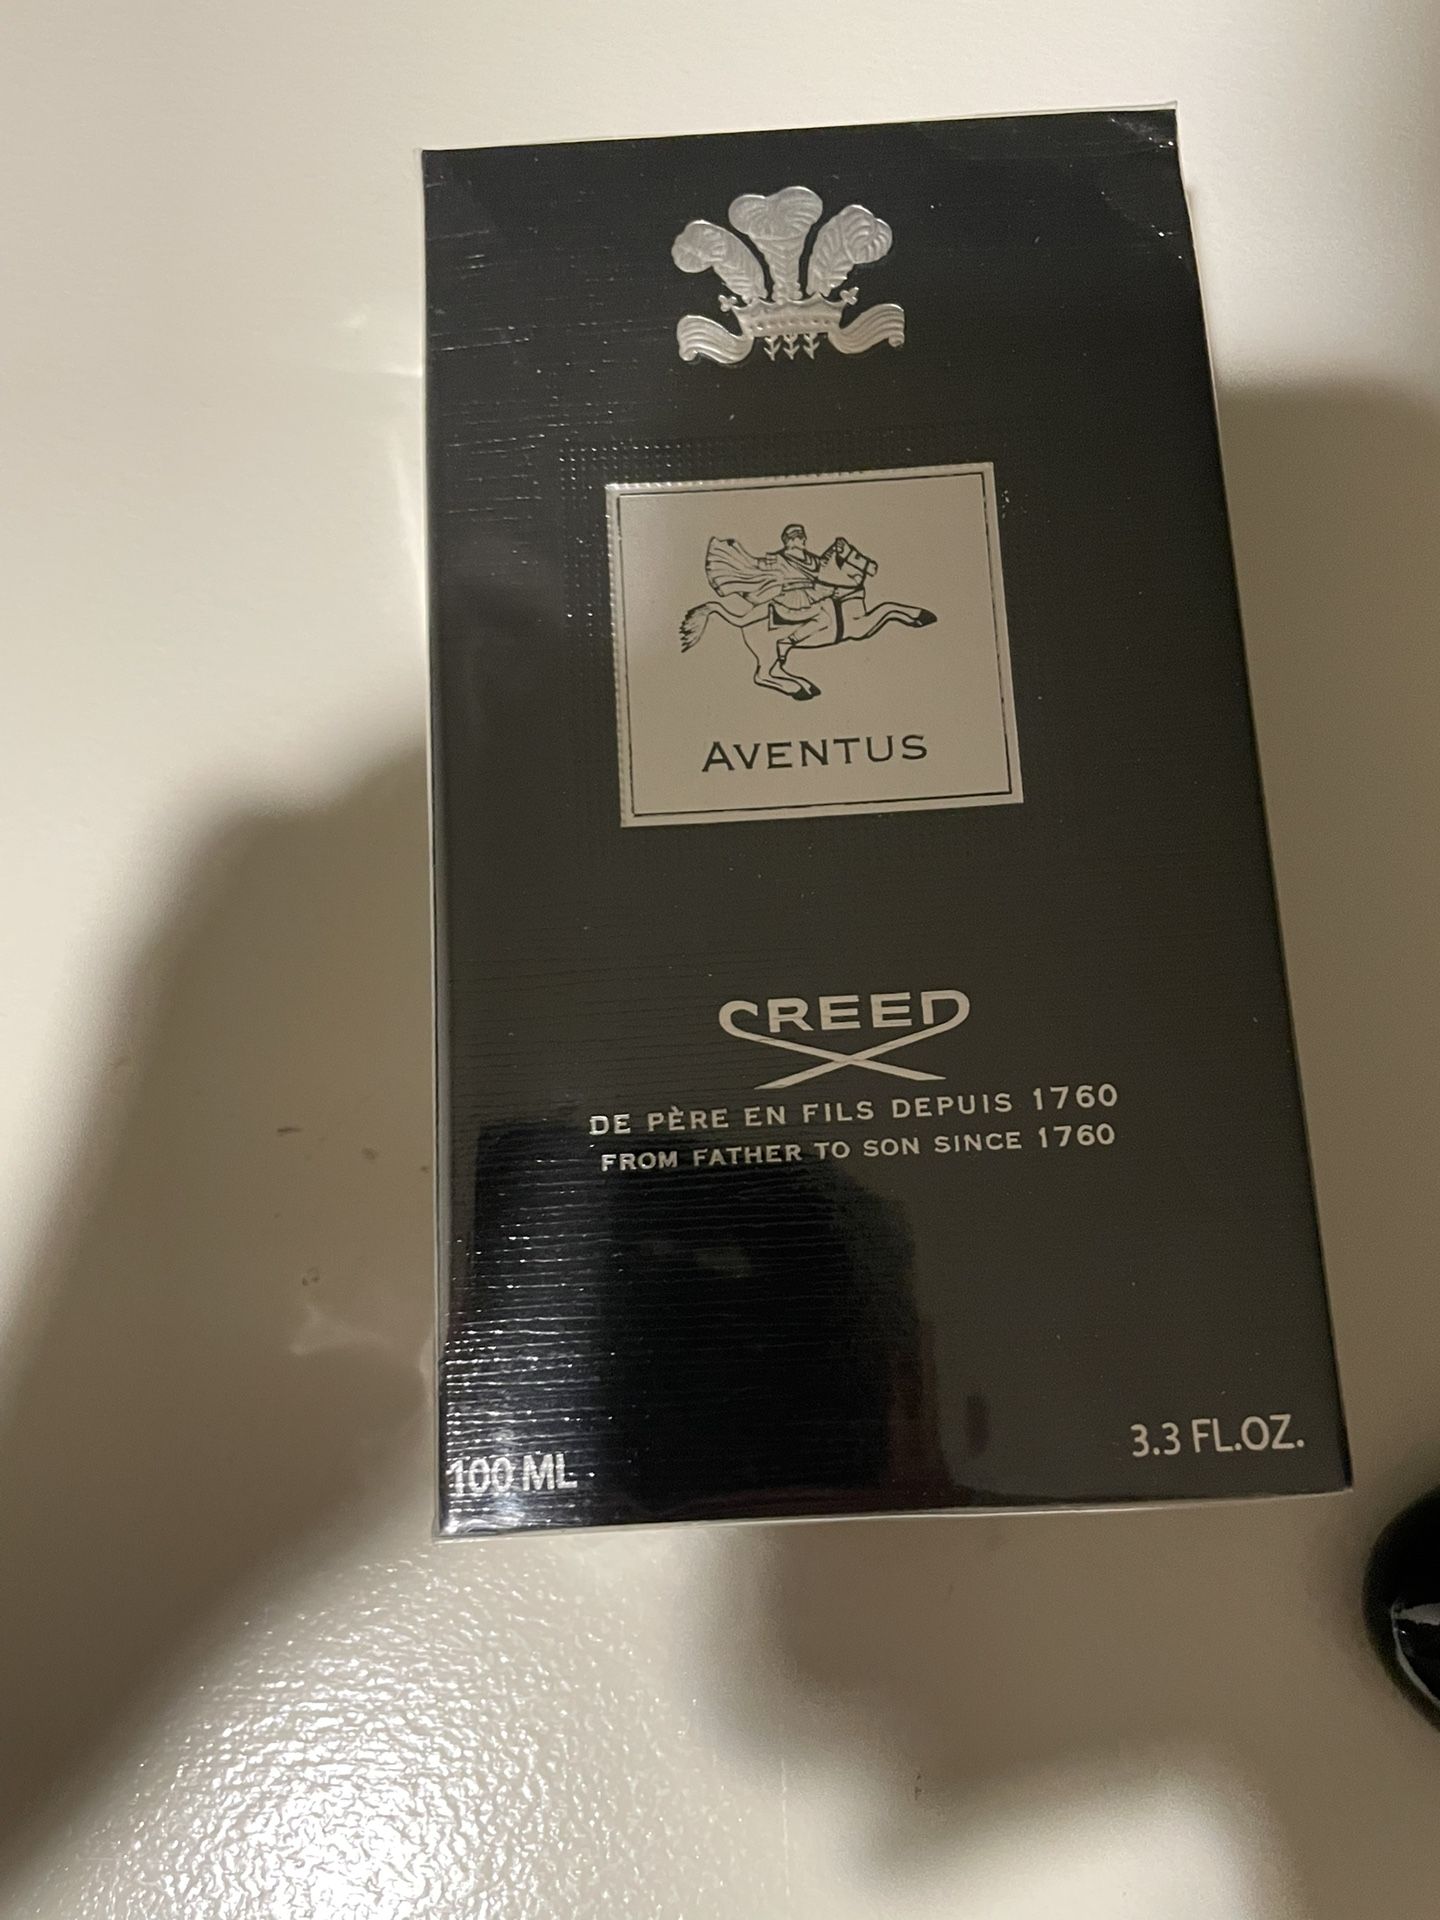 AVENTUS
CREED
DE PÈRE EN FILS DEPUIS 1760
FROM FATHER TO SON SINCE 1760
100 ML
3.3 FL.OZ.